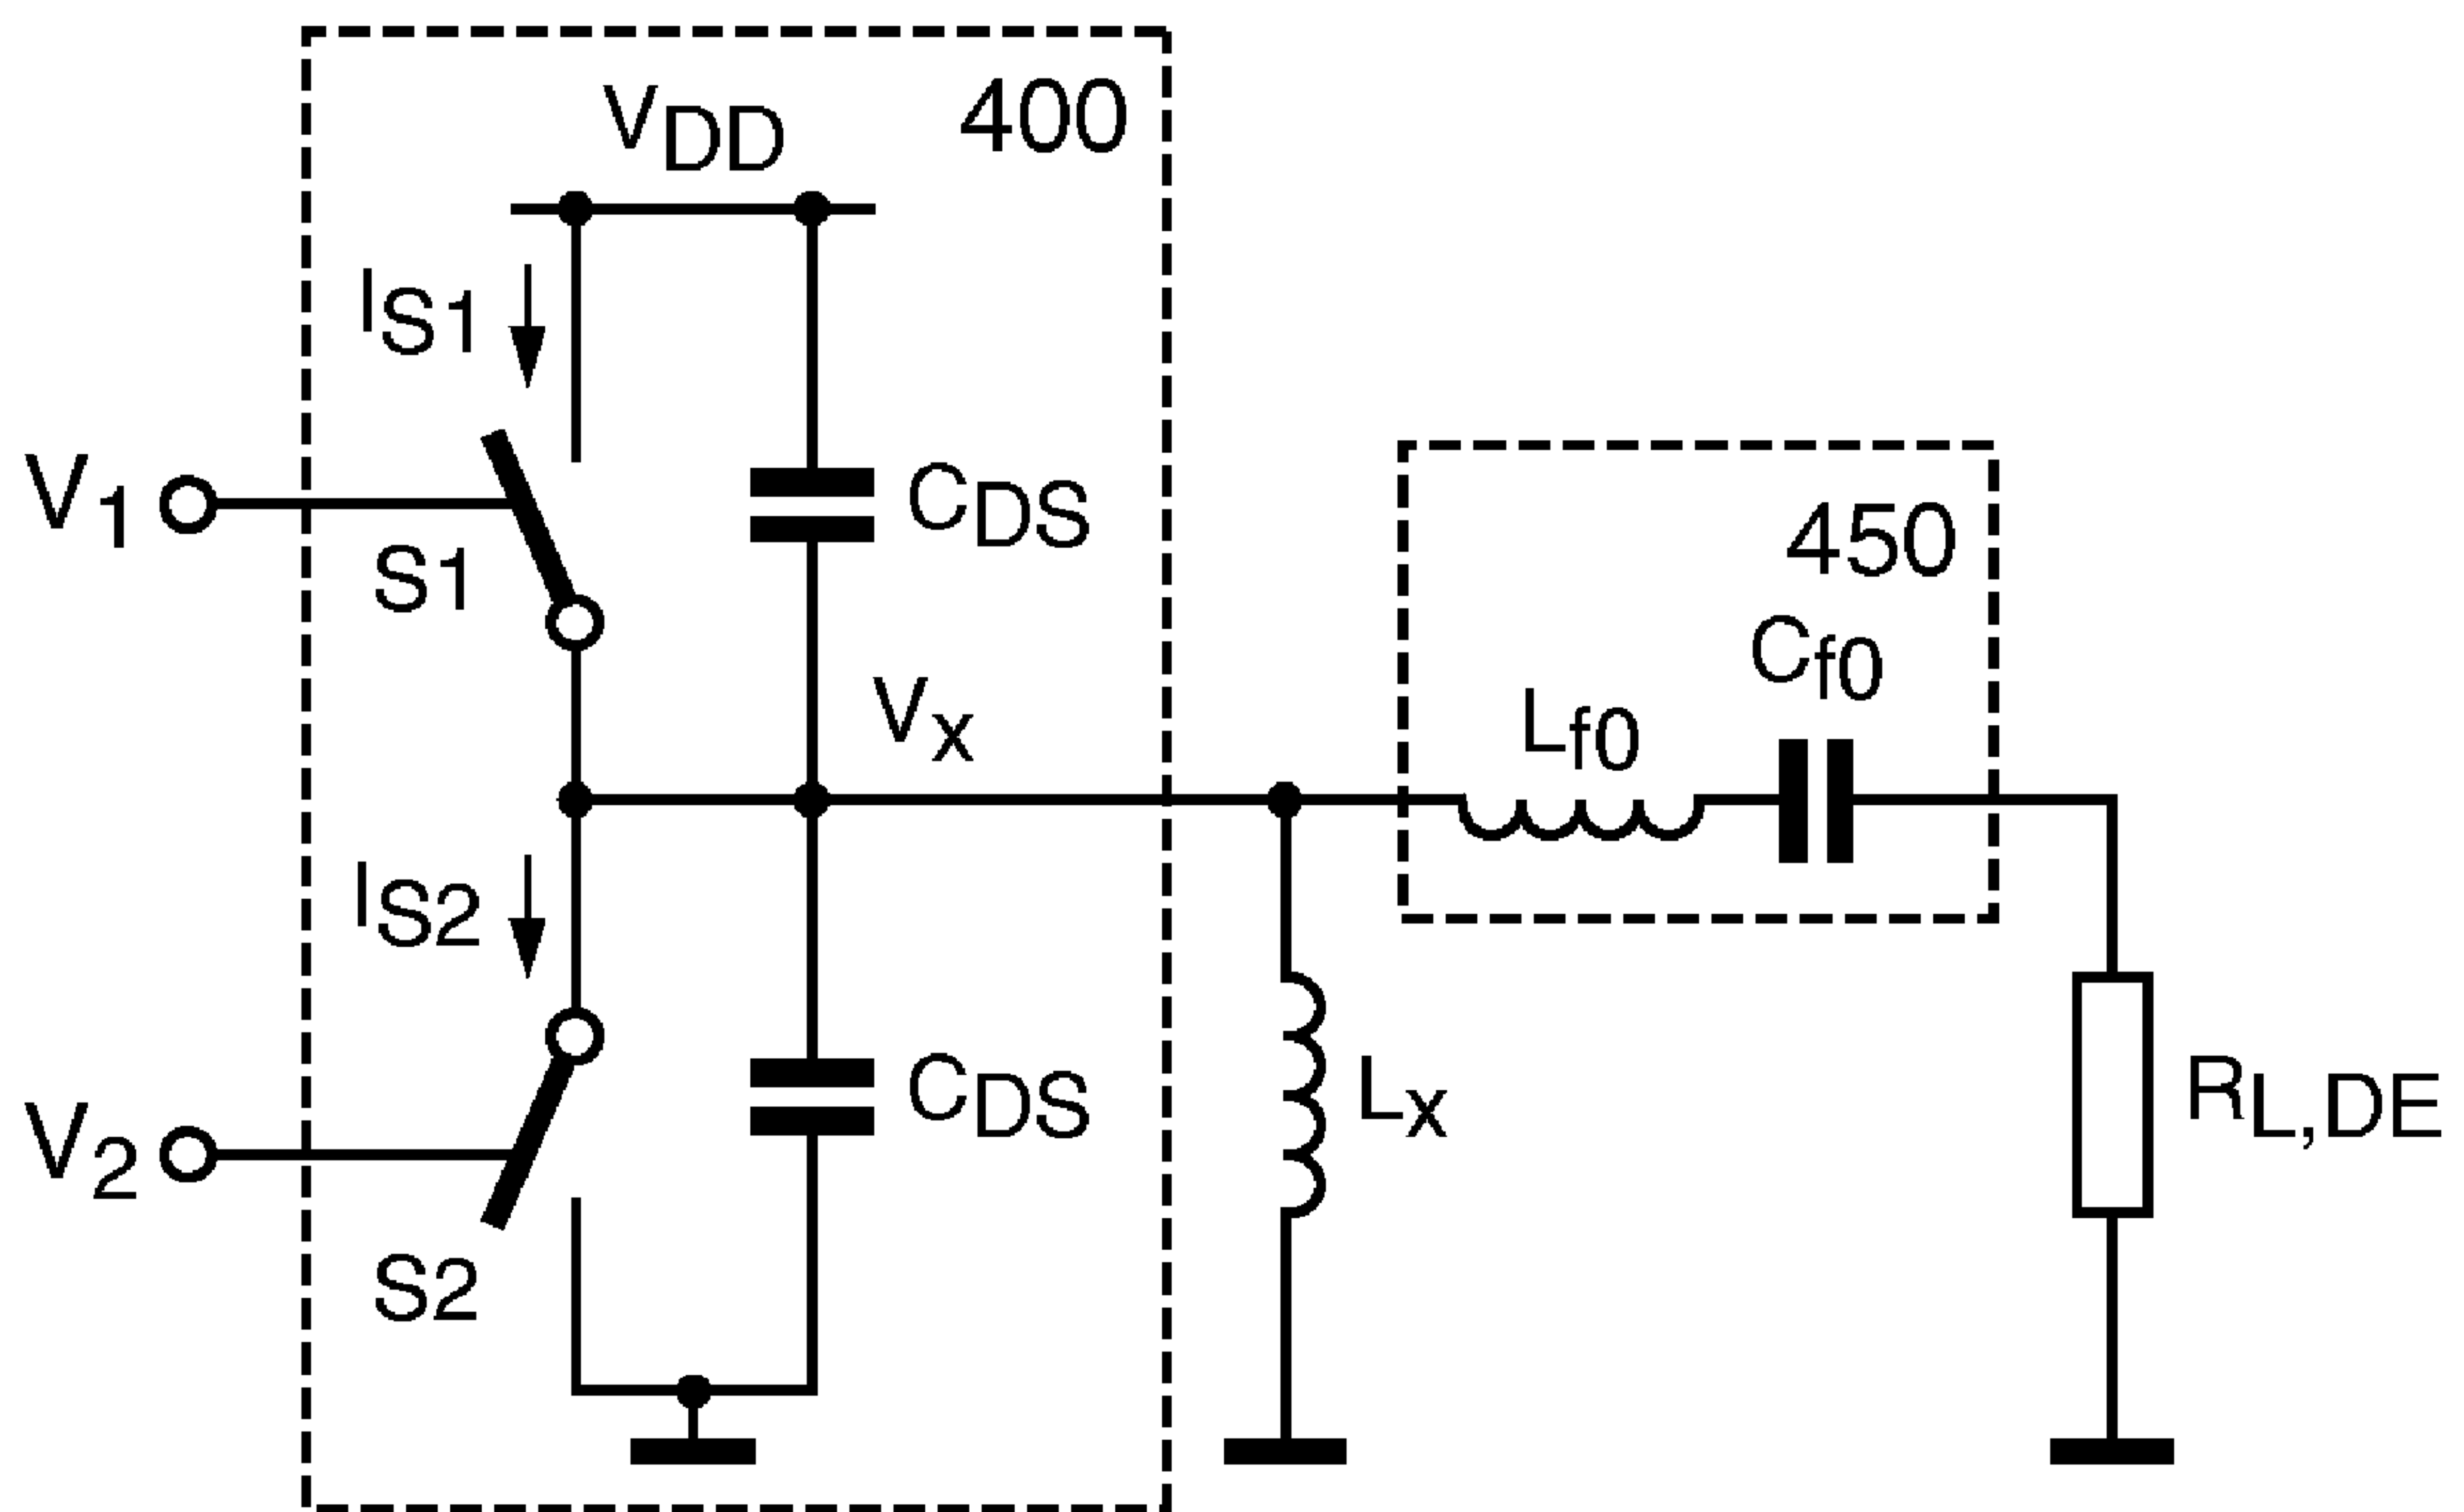 VDD
400
IS1
V1
S1
CDS
450
Cf0
Lf0
Vx
IS2
CDS
Lx
RL,DE
V2
S2